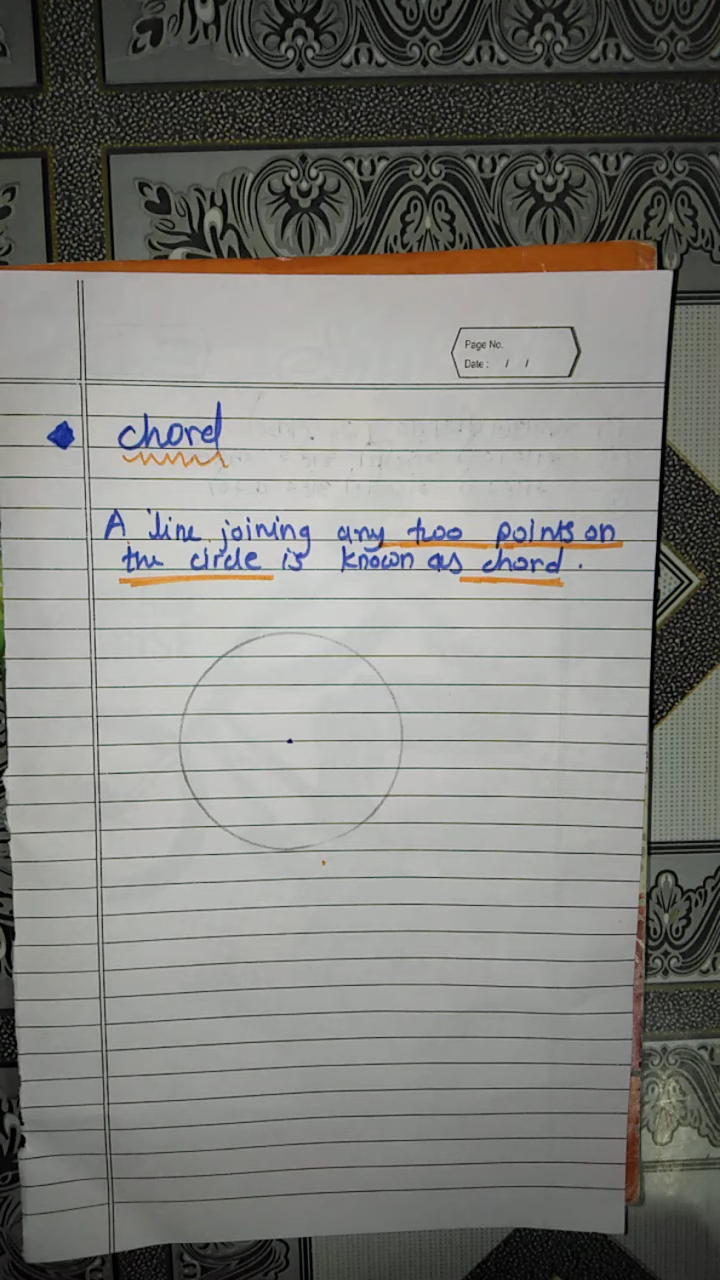 Page No.
Date : / /
chord
A line joining any two points on
the circle is known as chord.